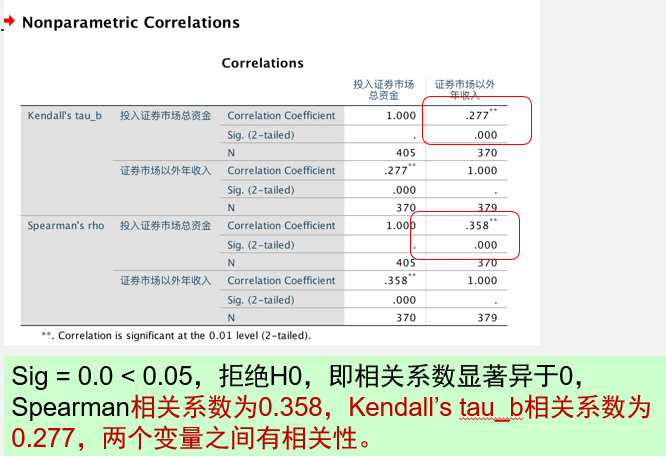 Nonparametric Correlations
Correlations
投入证券市场总资金 证券市场以外年收入
Kendall's tau_b 投入证券市场总资金 Correlation Coefficient 1.000 .277**
Sig. (2-tailed) . .000
N 405 370
证券市场以外年收入 Correlation Coefficient .277** 1.000
Sig. (2-tailed) .000 .
N 370 379
Spearman's rho 投入证券市场总资金 Correlation Coefficient 1.000 .358**
Sig. (2-tailed) . .000
N 405 370
证券市场以外年收入 Correlation Coefficient .358** 1.000
Sig. (2-tailed) .000 .
N 370 379
**. Correlation is significant at the 0.01 level (2-tailed).
Sig = 0.0 < 0.05，拒绝H0，即相关系数显著异于0，
Spearman相关系数为0.358，Kendall’s tau_b相关系数为
0.277，两个变量之间有相关性。